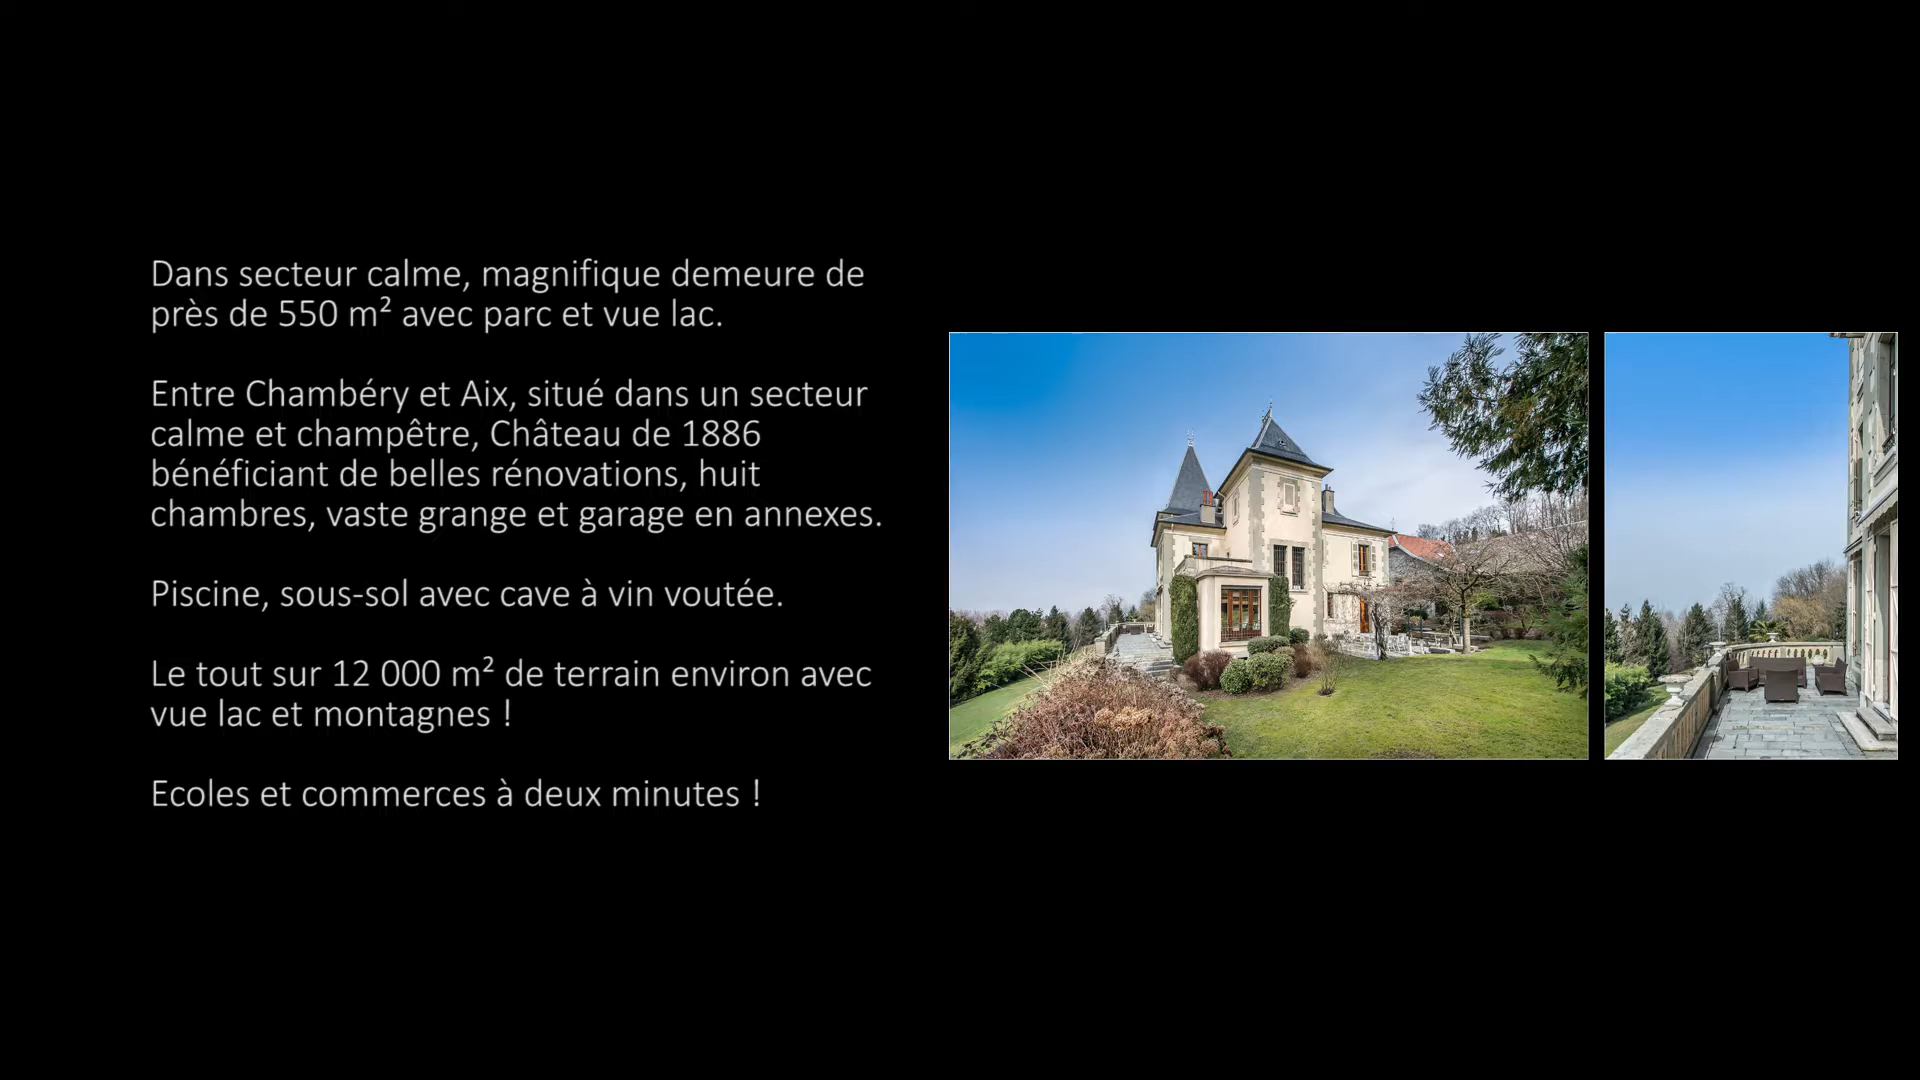 Dans secteur calme, magnifique demeure de
près de 550 m² avec parc et vue lac.
Entre Chambéry et Aix, situé dans un secteur
calme et champêtre, Château de 1886
bénéficiant de belles rénovations, huit
chambres, vaste grange et garage en annexes.
Piscine, sous-sol avec cave à vin voutée.
Le tout sur 12 000 m² de terrain environ avec
vue lac et montagnes !
Ecoles et commerces à deux minutes !